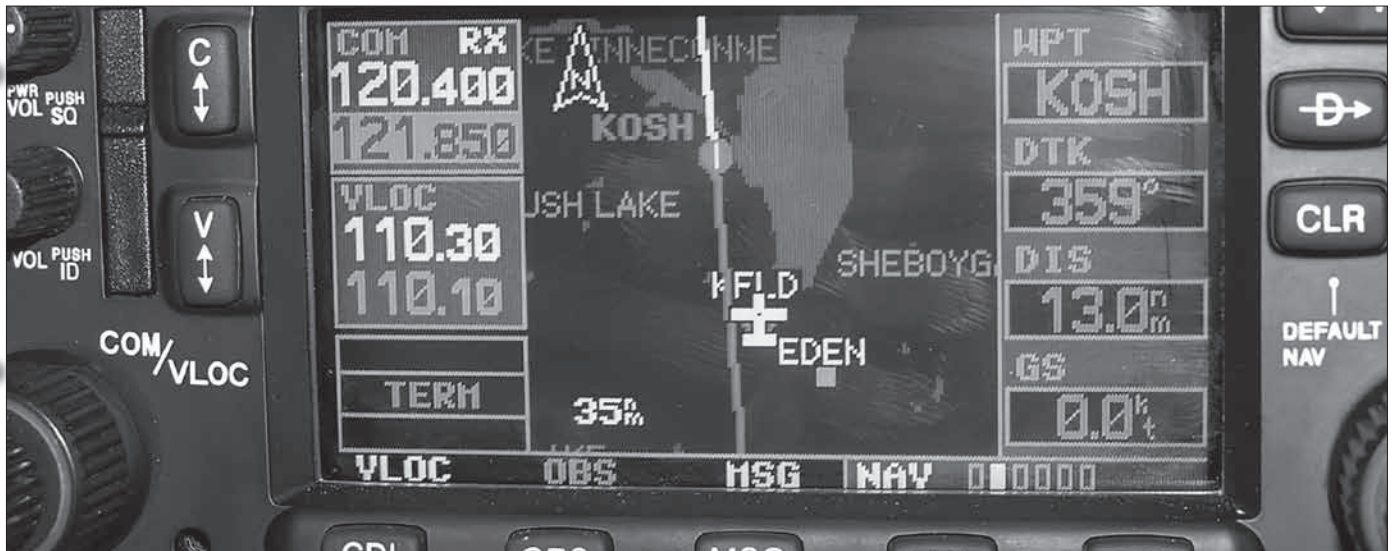 PWR
VOL PUSH
SQ
VOL PUSH
ID
C
V
COM/VLOC
COM RX
120.400
121.850
VLOC
110.30
110.10
TERM
KE WINNECONNE
N
KOSH
USH LAKE
SHEBOYG
KFLD
EDEN
35nm
WPT
KOSH
DTK
359°
DIS
13.0nm
GS
0.0kt
VLOC OBS MSG NAV
D
CLR
DEFAULT
NAV